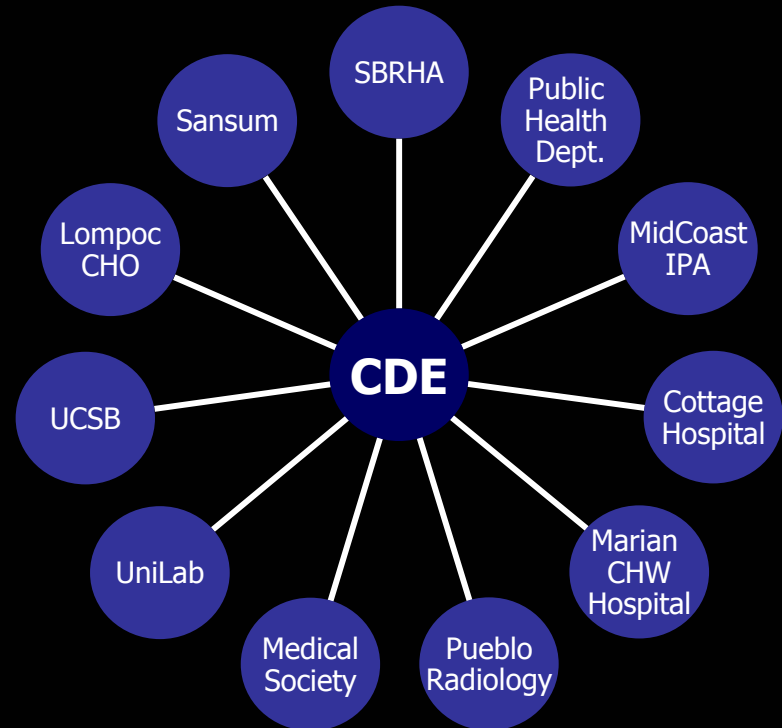 SBRHA
Public
Health
Dept.
MidCoast
IPA
Cottage
Hospital
Marian
CHW
Hospital
Pueblo
Radiology
Medical
Society
UniLab
UCSB
Lompoc
CHO
Sansum
CDE